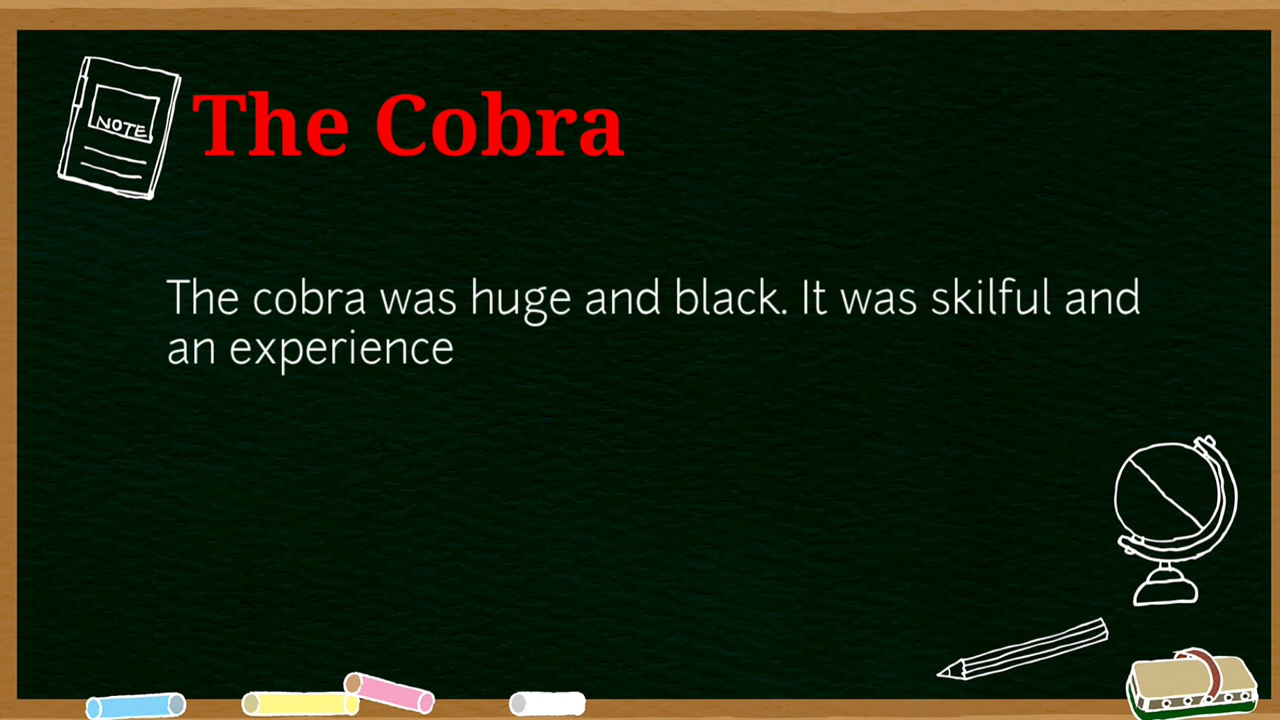 NOTE
The Cobra
The cobra was huge and black. It was skilful and
an experience